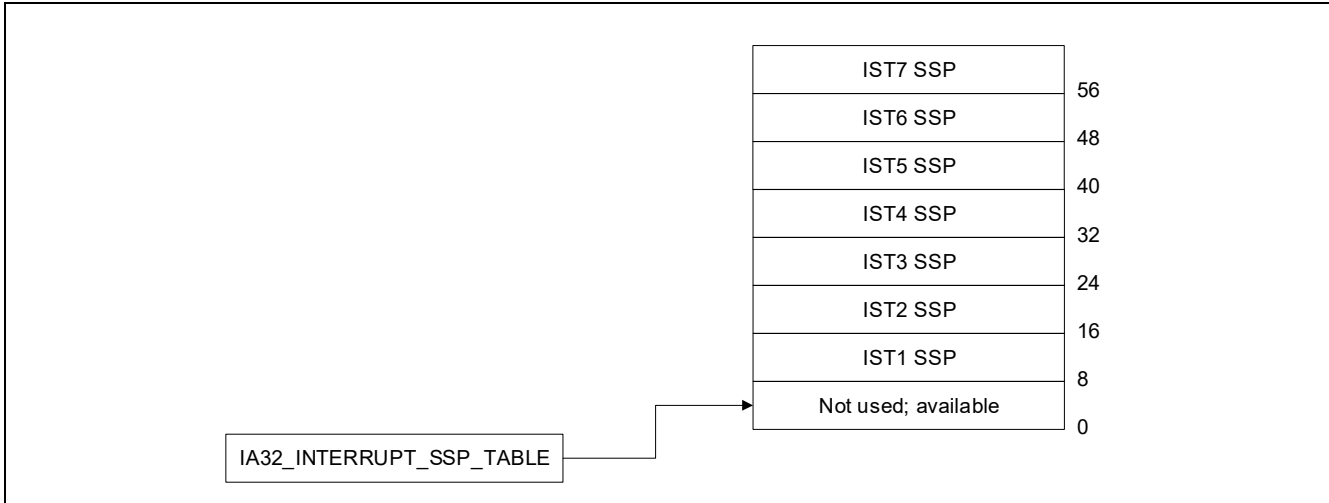 IST7 SSP
56
IST6 SSP
48
IST5 SSP
40
IST4 SSP
32
IST3 SSP
24
IST2 SSP
16
IST1 SSP
8
Not used; available
0
IA32_INTERRUPT_SSP_TABLE